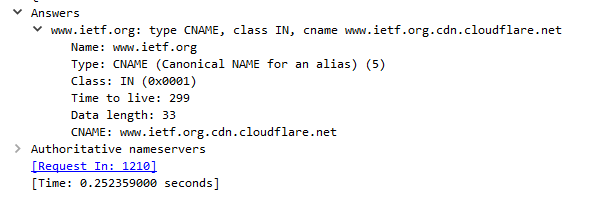 Answers
www.ietf.org: type CNAME, class IN, cname www.ietf.org.cdn.cloudflare.net
Name: www.ietf.org
Type: CNAME (Canonical NAME for an alias) (5)
Class: IN (0x0001)
Time to live: 299
Data length: 33
CNAME: www.ietf.org.cdn.cloudflare.net
Authoritative nameservers
[Request In: 1210]
[Time: 0.252359000 seconds]